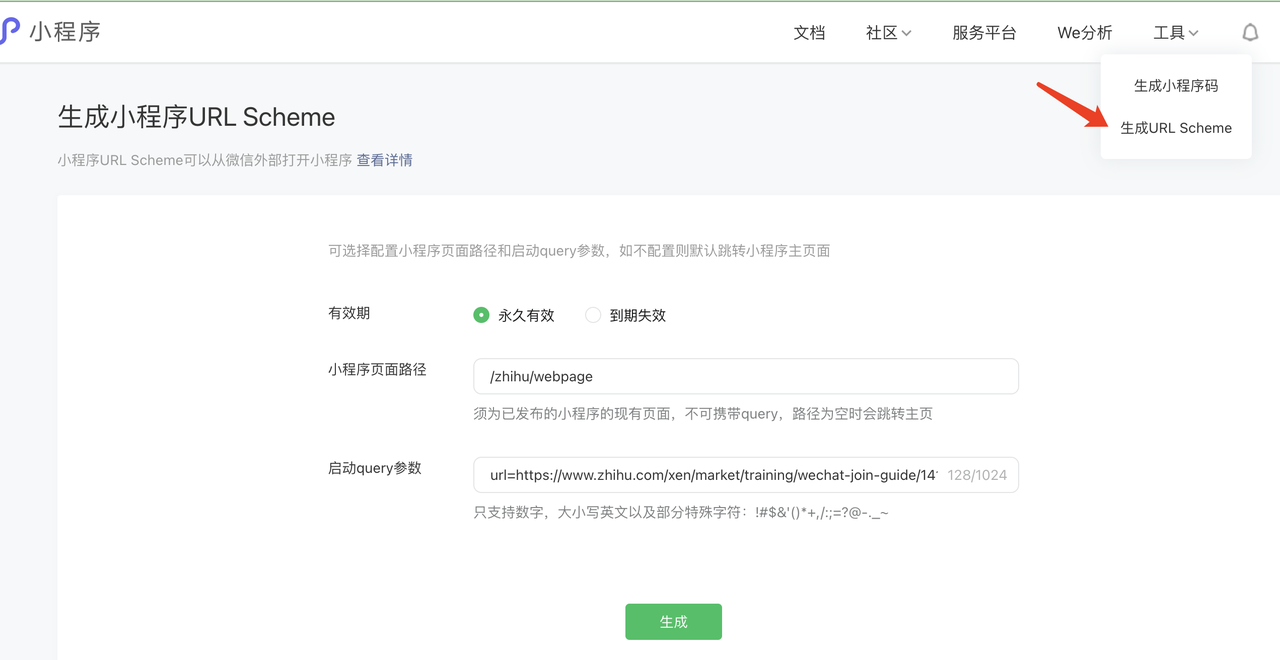 小程序
文档 社区 服务平台 We分析 工具
生成小程序码
生成URL Scheme
生成小程序URL Scheme
小程序URL Scheme可以从微信外部打开小程序 查看详情
可选择配置小程序页面路径和启动query参数，如不配置则默认跳转小程序主页面
有效期 永久有效 到期失效
小程序页面路径 /zhihu/webpage
须为已发布的小程序的现有页面，不可携带query，路径为空时会跳转主页
启动query参数 url=https://www.zhihu.com/xen/market/training/wechat-join-guide/14 128/1024
只支持数字，大小写英文以及部分特殊字符：!#$&'()*+,/:;=?@-._~
生成